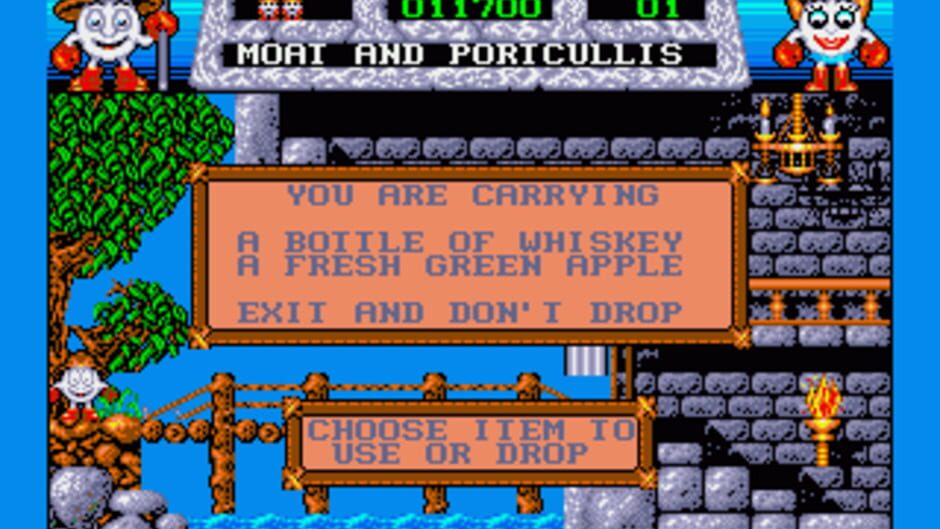 011700
01
MOAT AND PORTCULLIS
YOU ARE CARRYING
A BOTTLE OF WHISKEY
A FRESH GREEN APPLE
EXIT AND DON'T DROP
CHOOSE ITEM TO
USE OR DROP